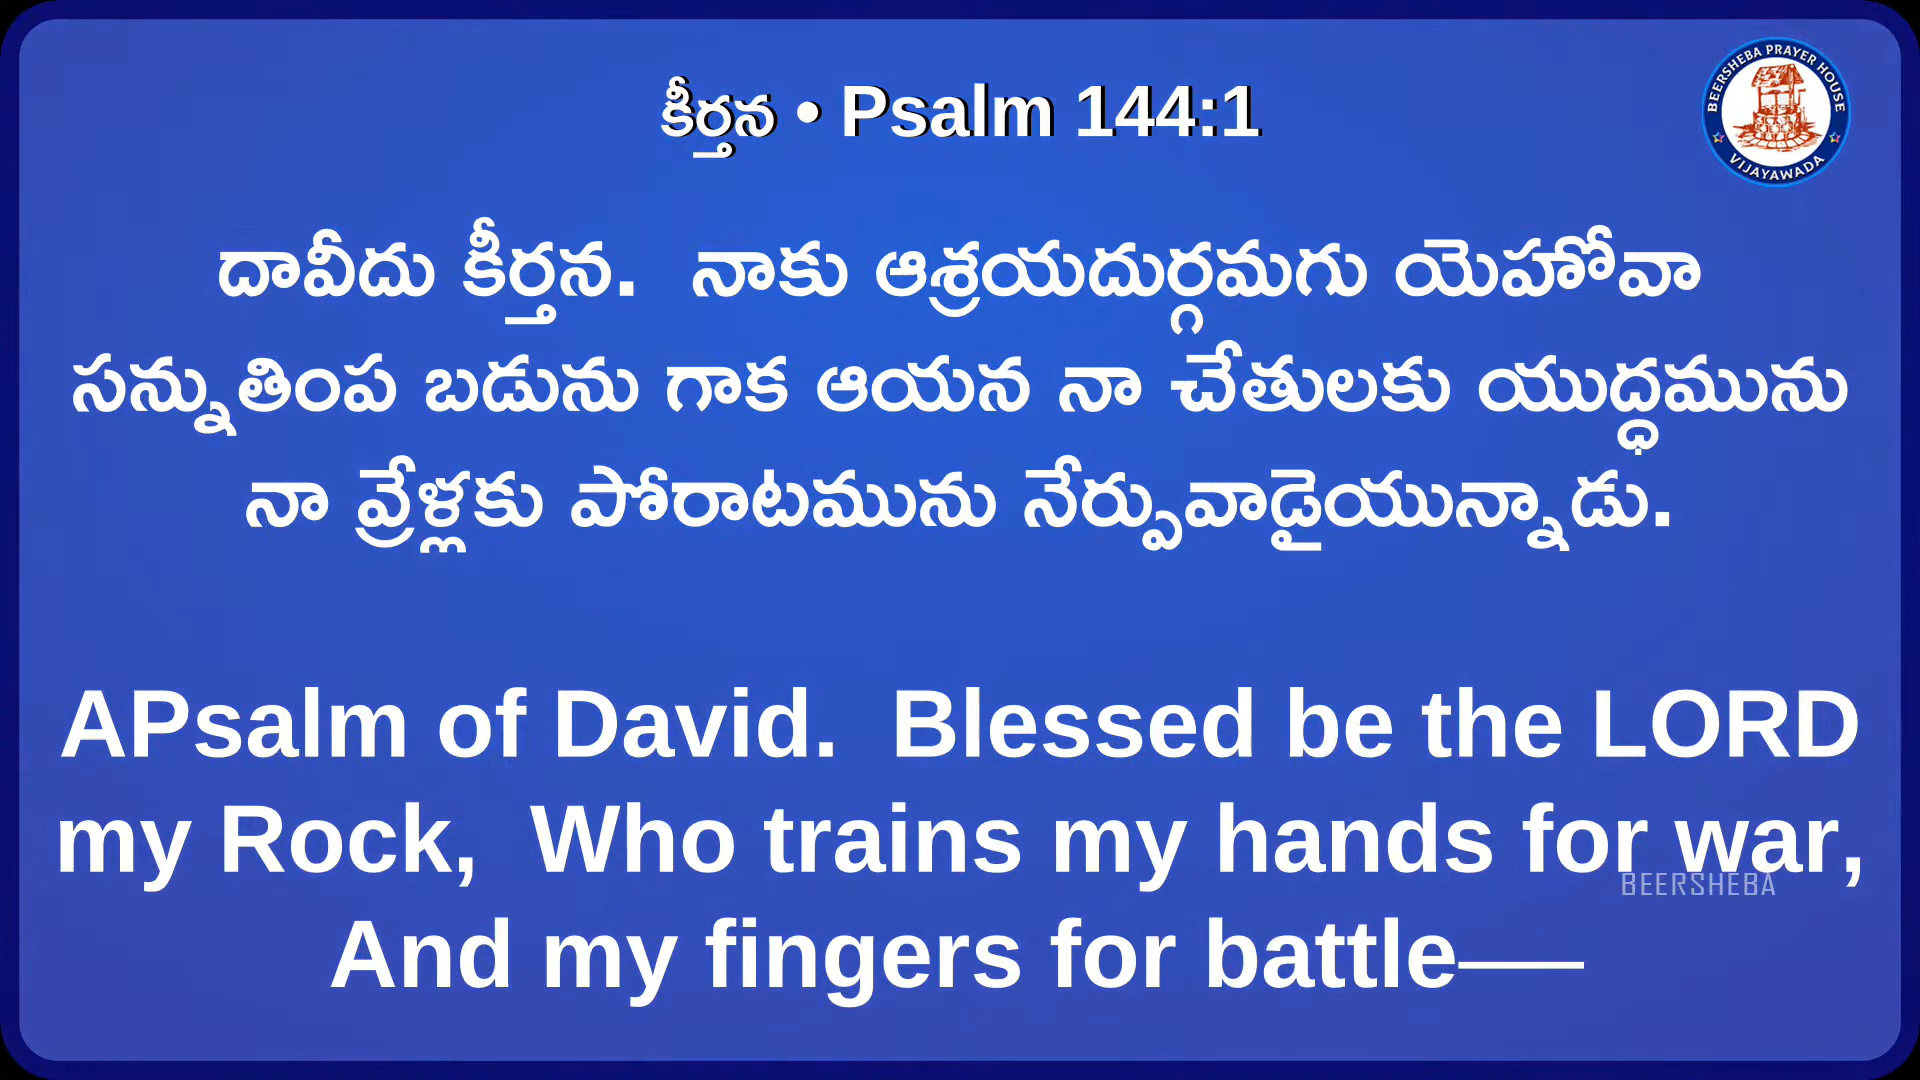 కీర్తన • Psalm 144:1
BEERSHEBA PRAYER HOUSE
VIJAYAWADA
దావీదు కీర్తన.  నాకు ఆశ్రయదుర్గమగు యెహోవా
సన్నుతింప బడును గాక ఆయన నా చేతులకు యుద్ధమును
నా వ్రేళ్లకు పోరాటమును నేర్పువాడైయున్నాడు.
APsalm of David.  Blessed be the LORD
my Rock,  Who trains my hands for war,
BEERSHEBA
And my fingers for battle—